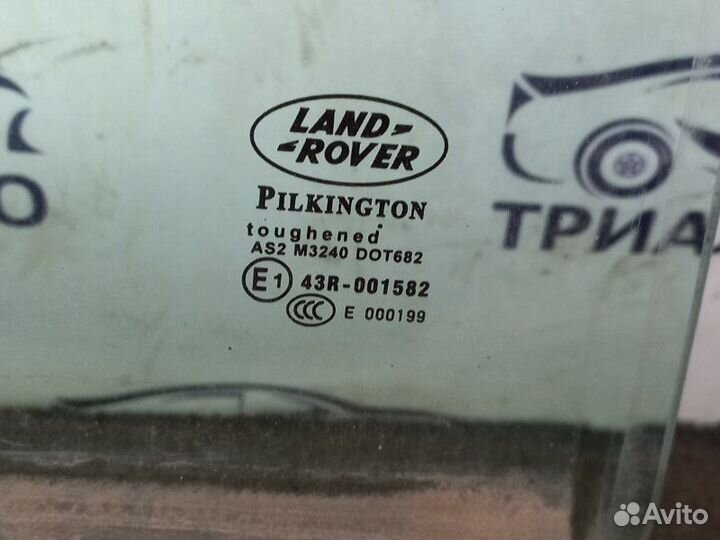 LAND-
ROVER
PILKINGTON
toughened
AS2 M3240 DOT682
E1 43R-001582
CCC E 000199
ТРИА
Avito